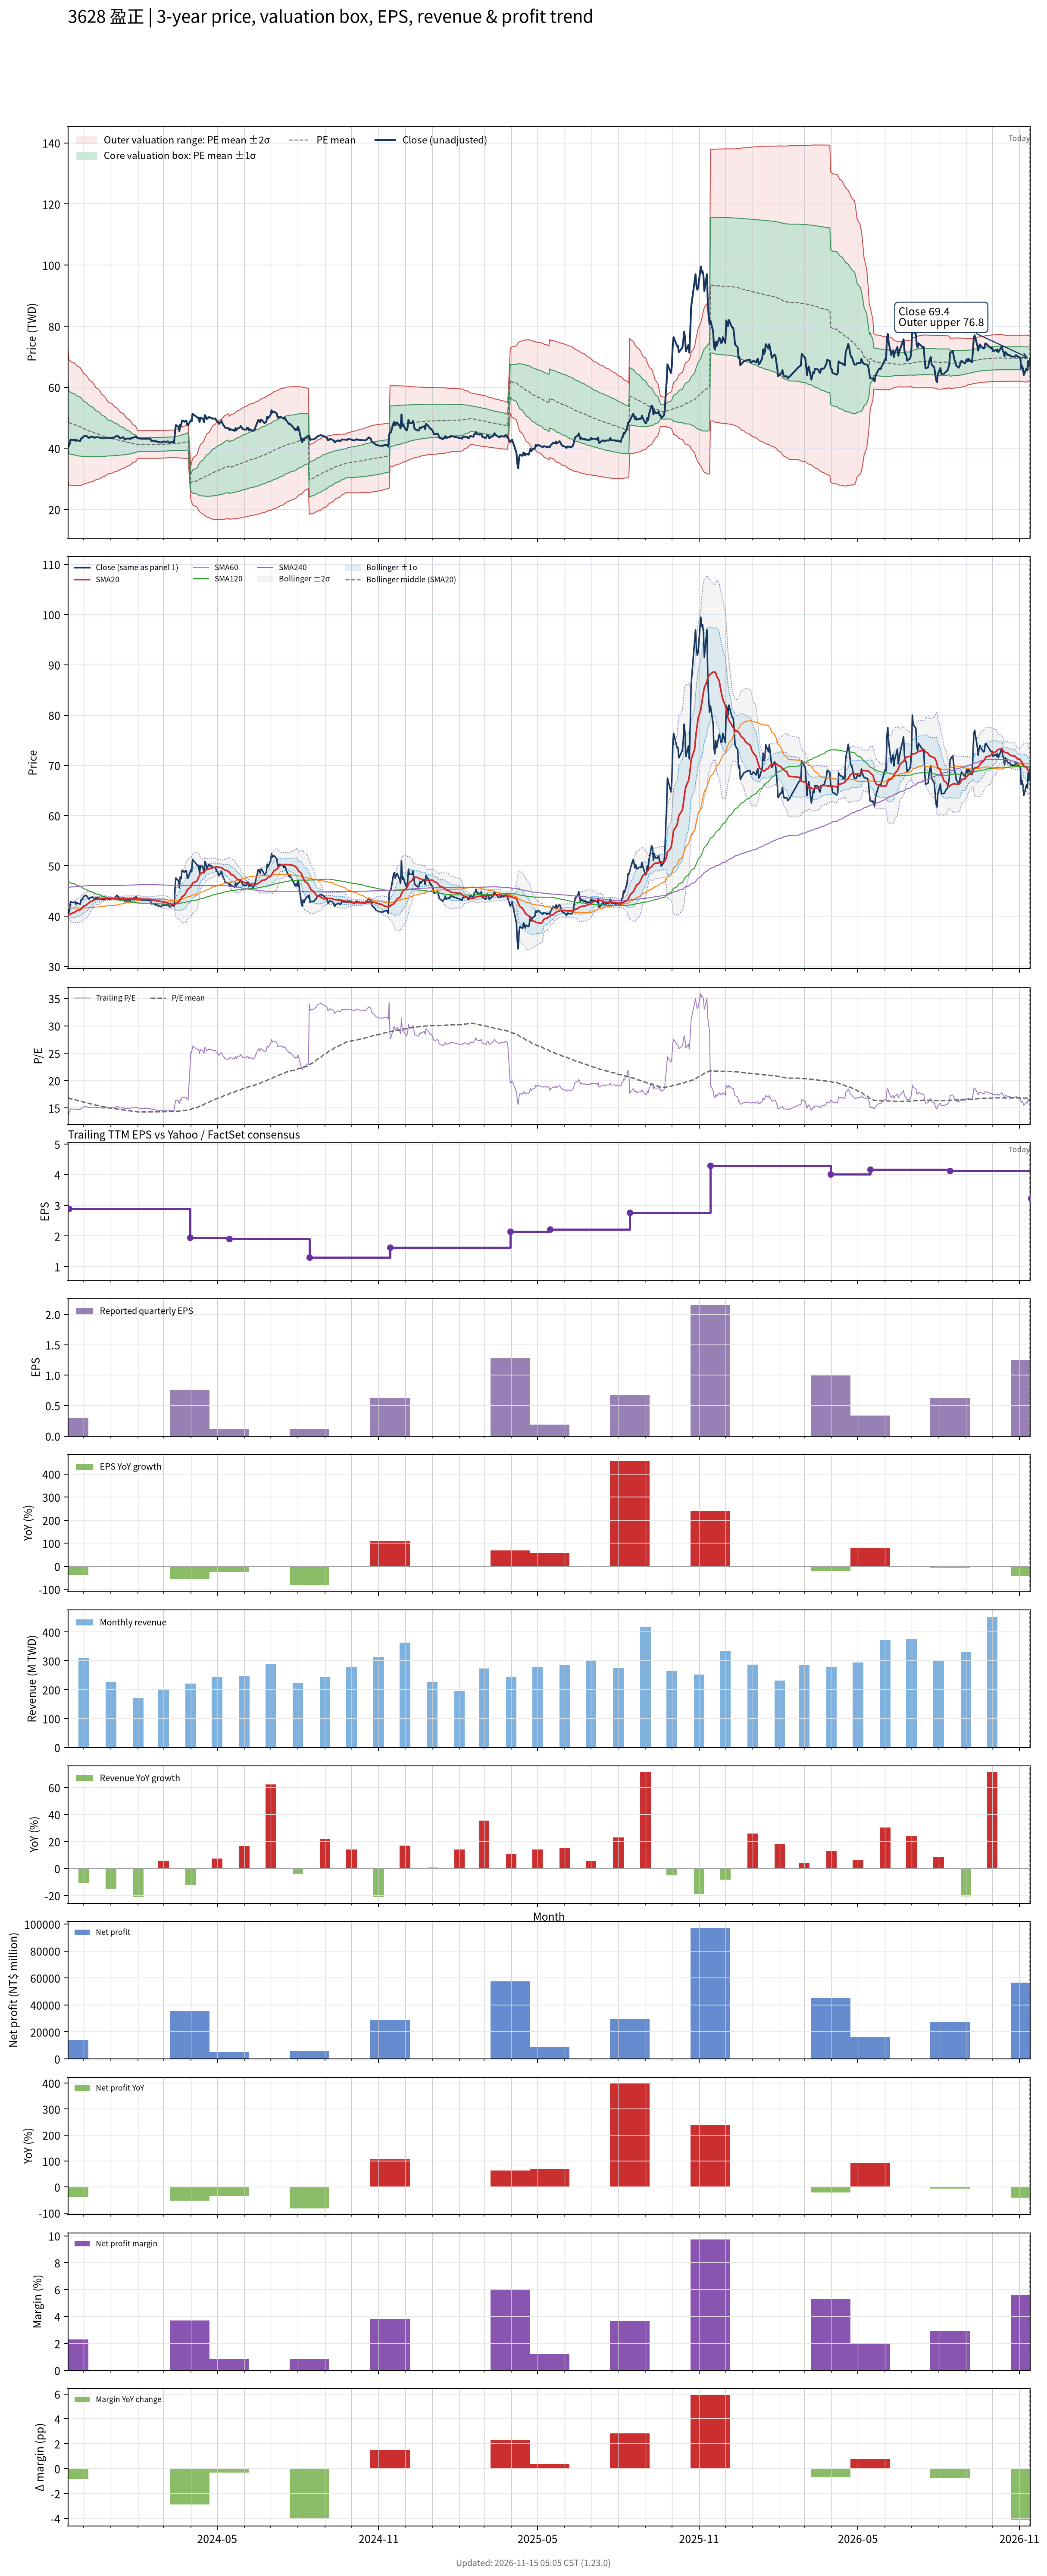 3628 盈正 | 3-year price, valuation box, EPS, revenue & profit trend
Outer valuation range: PE mean ±2σ
Core valuation box: PE mean ±1σ
PE mean
Close (unadjusted)
Today
Close 69.4
Outer upper 76.8
Price (TWD)
140
120
100
80
60
40
20
Close (same as panel 1)
SMA20
SMA60
SMA120
SMA240
Bollinger ±2σ
Bollinger ±1σ
Bollinger middle (SMA20)
Price
110
100
90
80
70
60
50
40
30
Trailing P/E
P/E mean
P/E
35
30
25
20
15
Trailing TTM EPS vs Yahoo / FactSet consensus
Today
EPS
5
4
3
2
1
Reported quarterly EPS
EPS
2.0
1.5
1.0
0.5
0.0
EPS YoY growth
YoY (%)
400
300
200
100
0
-100
Monthly revenue
Revenue (M TWD)
400
300
200
100
0
Revenue YoY growth
YoY (%)
60
40
20
0
-20
Month
Net profit
Net profit (NT$ million)
100000
80000
60000
40000
20000
0
Net profit YoY
YoY (%)
400
300
200
100
0
-100
Net profit margin
Margin (%)
10
8
6
4
2
0
Margin YoY change
Δ margin (pp)
6
4
2
0
-2
-4
2024-05
2024-11
2025-05
2025-11
2026-05
2026-11
Updated: 2026-11-15 05:05 CST (1.23.0)